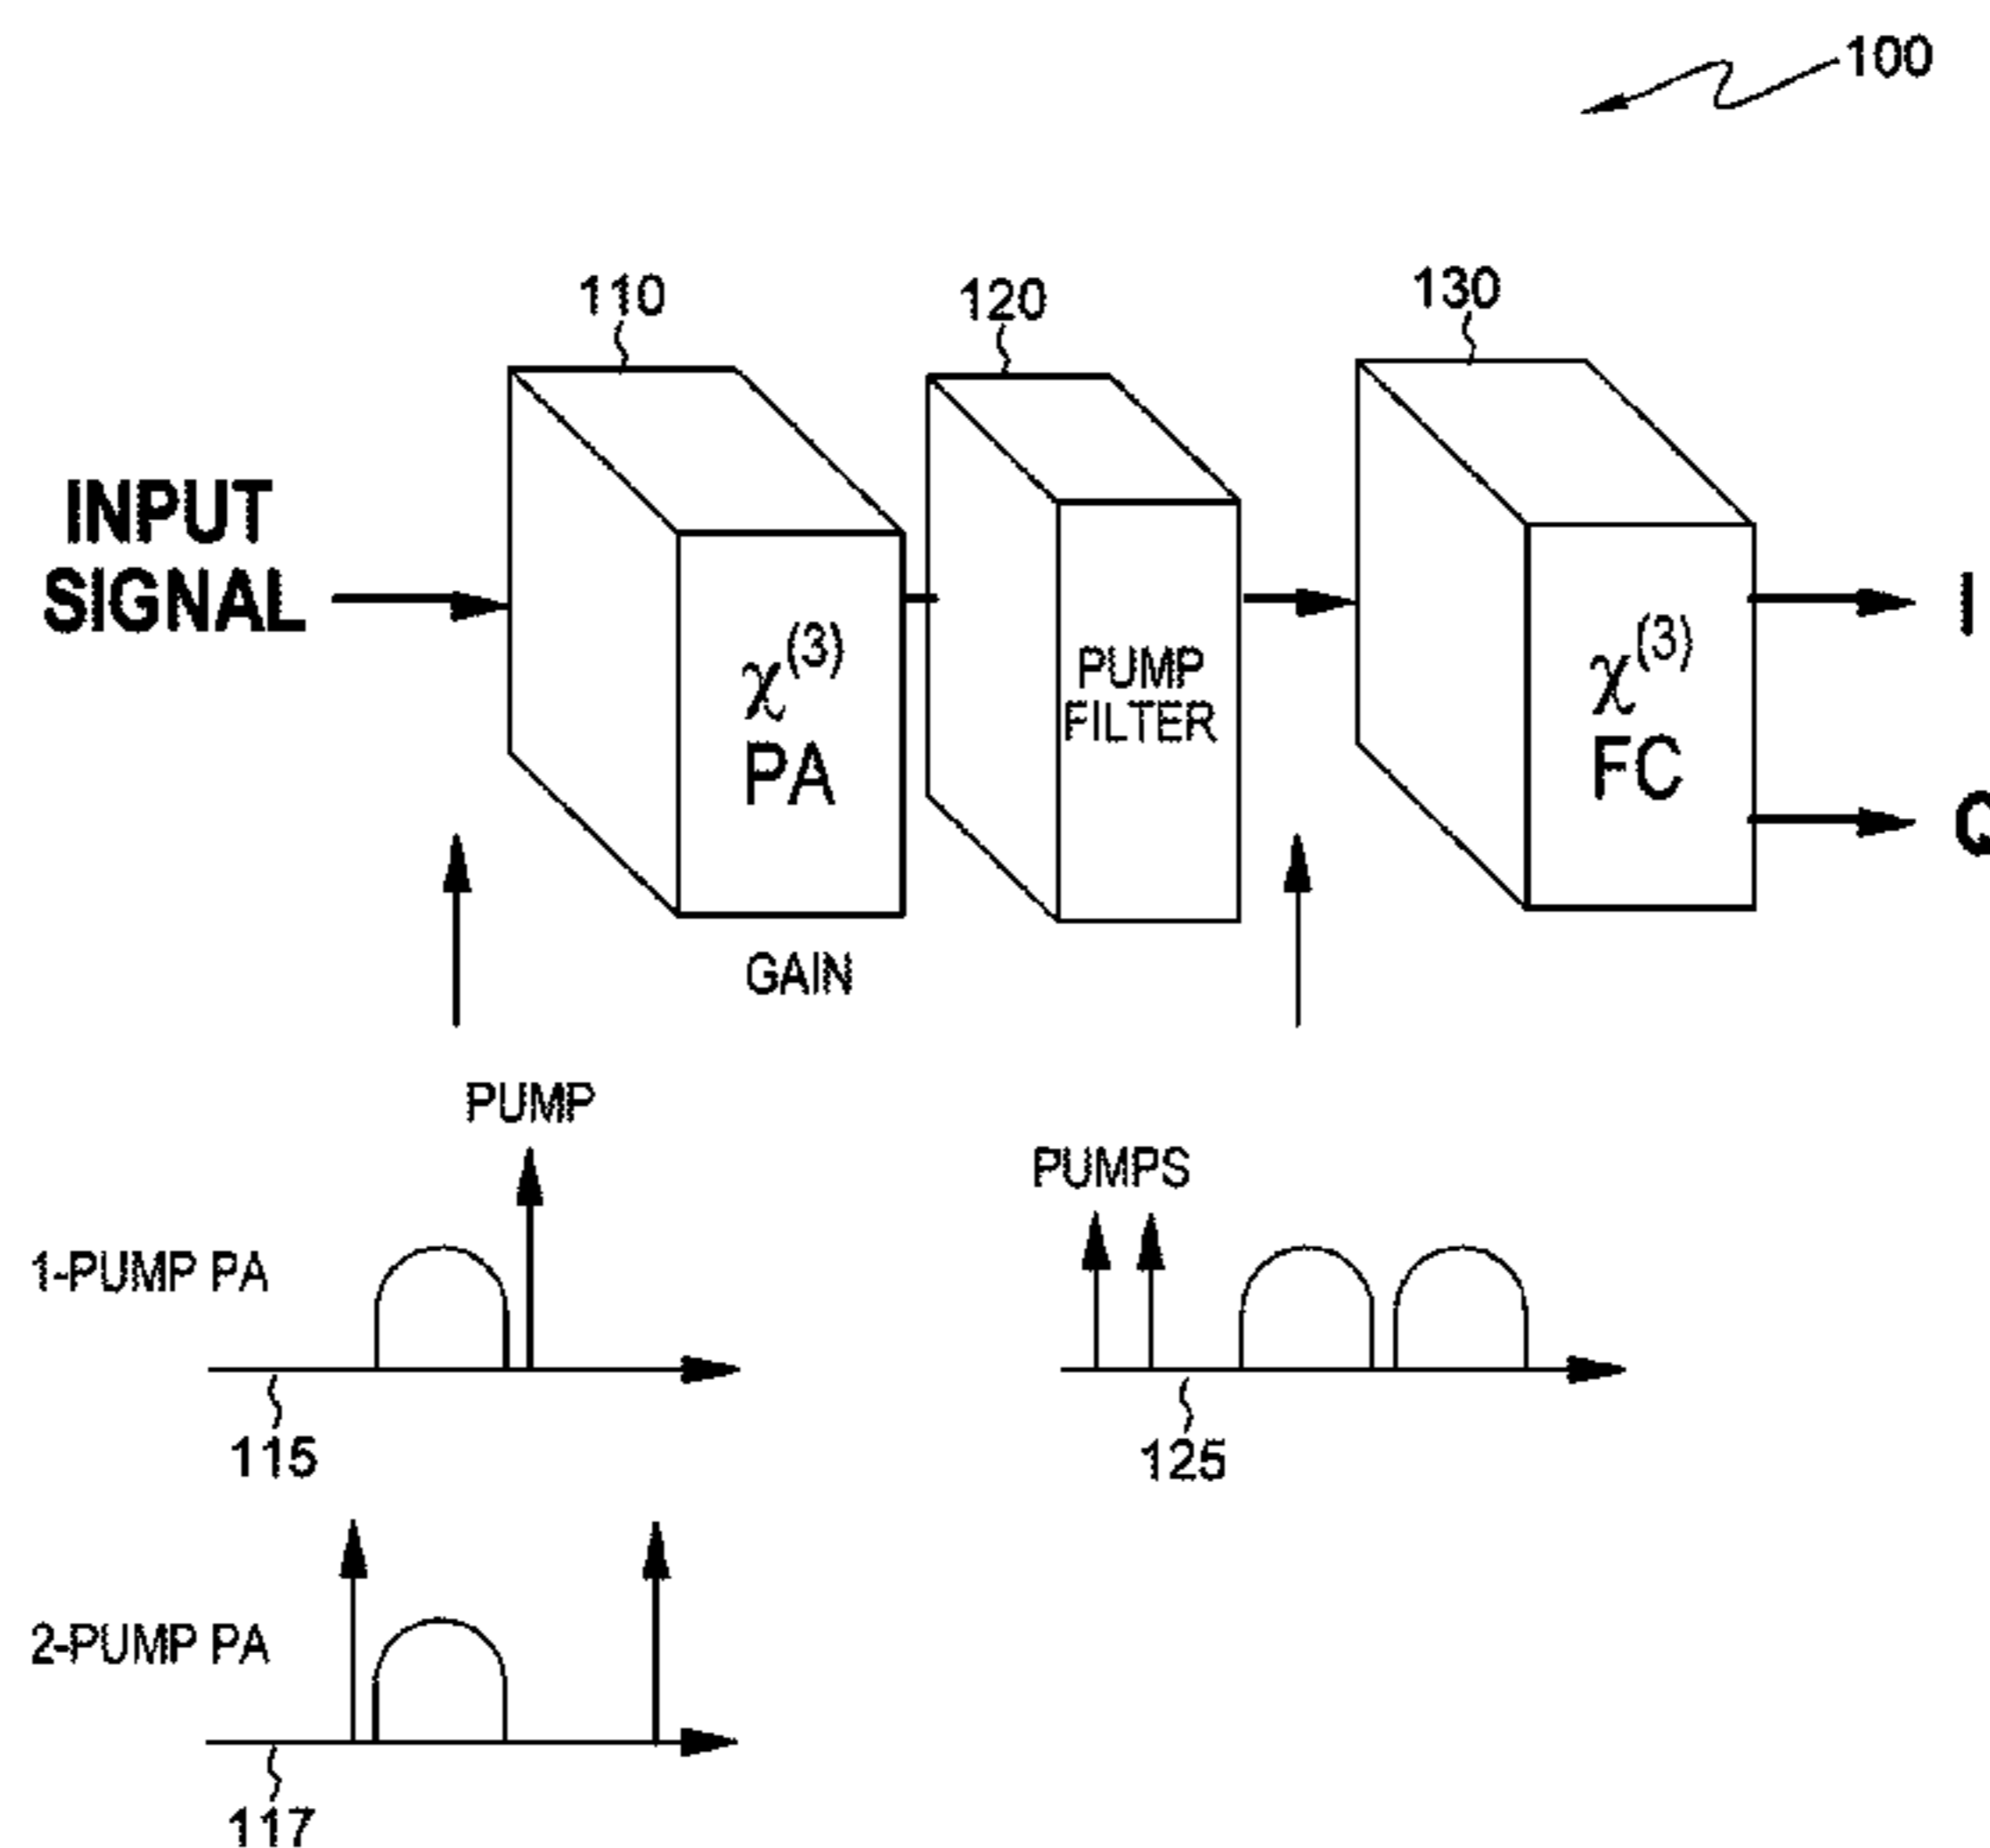 100
110
120
130
INPUT
SIGNAL
χ(3)
PA
PUMP
FILTER
χ(3)
FC
I
Q
GAIN
PUMP
PUMPS
1-PUMP PA
115
125
2-PUMP PA
117